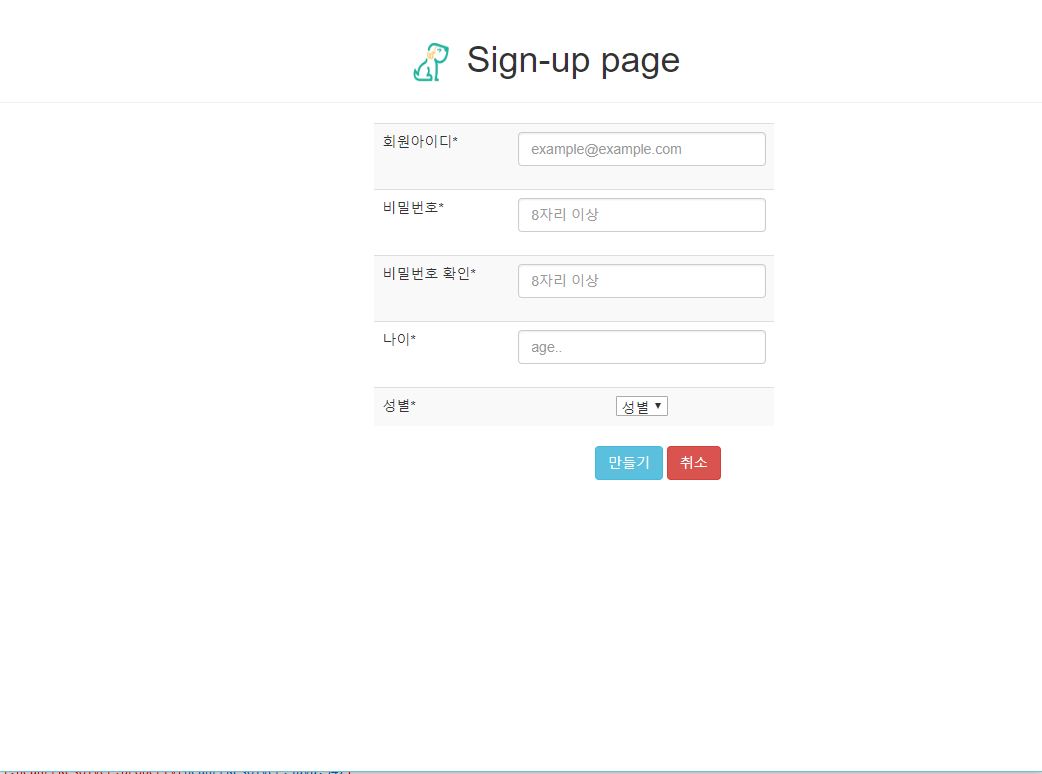 Sign-up page
회원아이디*
example@example.com
비밀번호*
8자리 이상
비밀번호 확인*
8자리 이상
나이*
age..
성별*
성별 ▼
만들기 취소